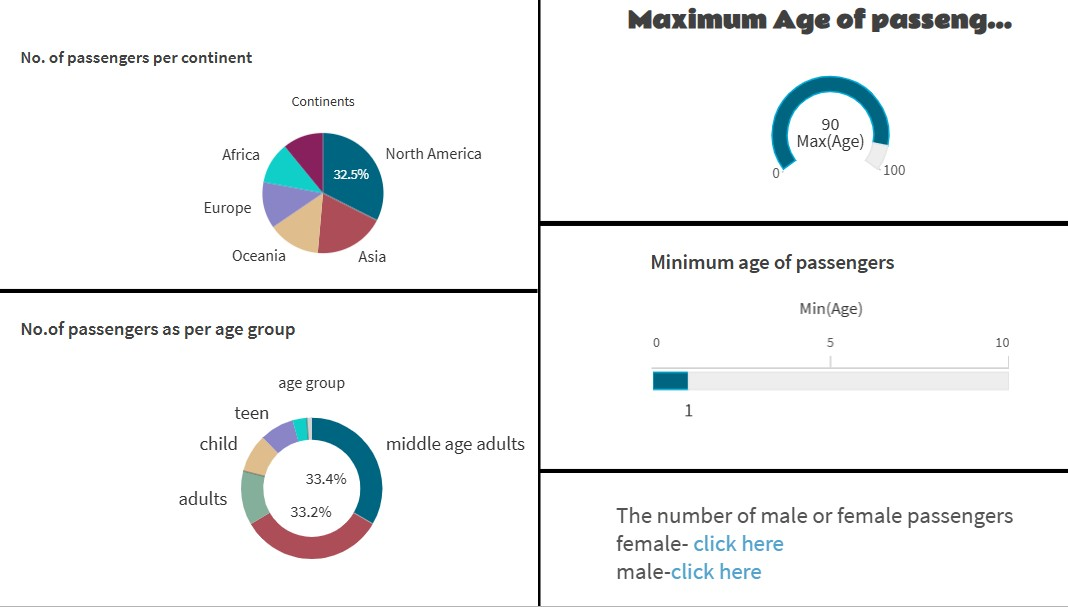 No. of passengers per continent
Continents
Africa
North America
32.5%
Europe
Oceania
Asia
No.of passengers as per age group
age group
teen
child
middle age adults
33.4%
adults
33.2%
Maximum Age of passeng...
90
Max(Age)
0
100
Minimum age of passengers
Min(Age)
0 5 10
1
The number of male or female passengers
female- click here
male-click here